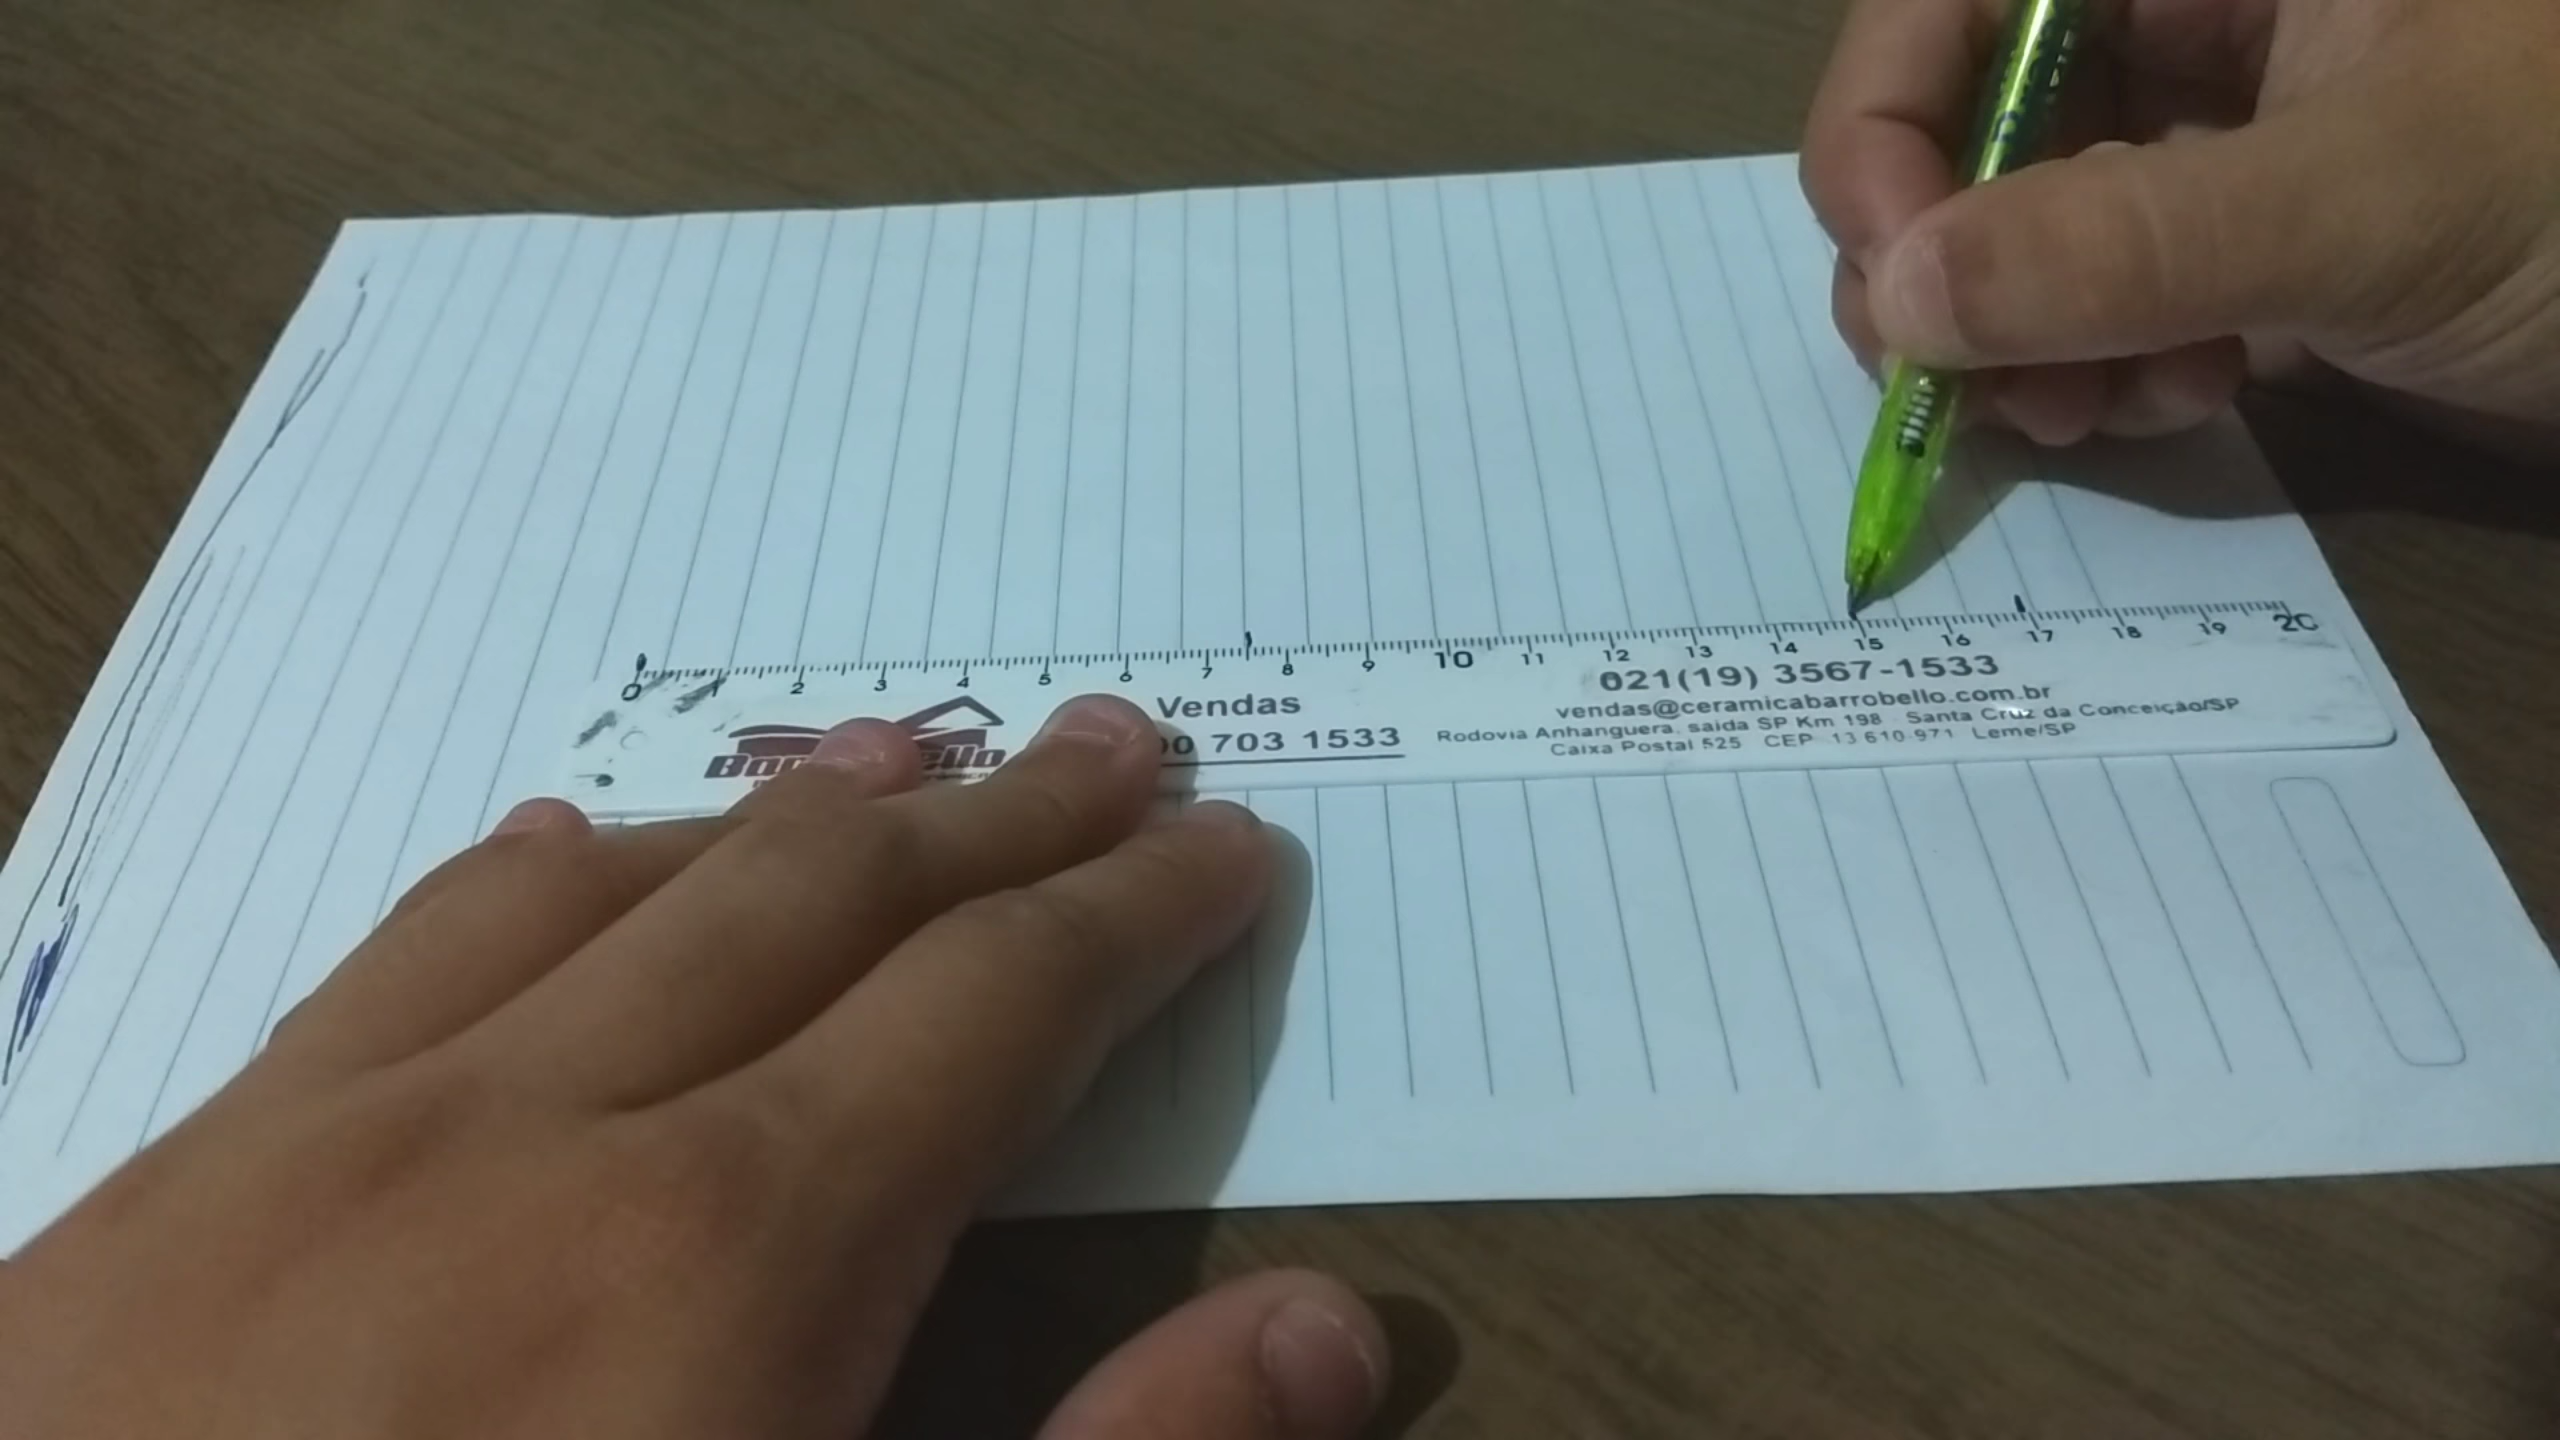 0 1 2 3 4 5 6 7 8 9 10 11 12 13 14 15 16 17 18 19 20
Vendas
00 703 1533
021(19) 3567-1533
vendas@ceramicabarrobello.com.br
Rodovia Anhanguera, saída SP Km 198 Santa Cruz da Conceição/SP
Caixa Postal 525 CEP 13 610-971 Leme/SP